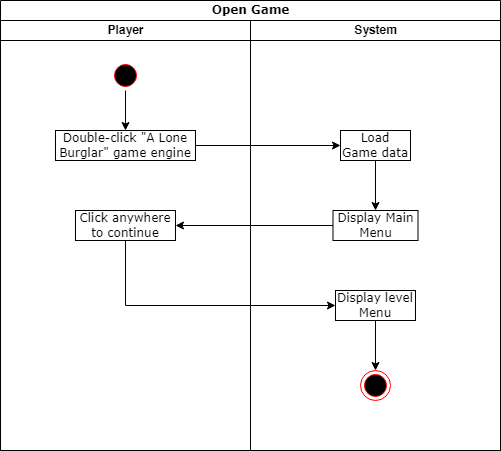 Open Game
Player
System
Double-click "A Lone
Burglar" game engine
Load
Game data
Display Main
Menu
Click anywhere
to continue
Display level
Menu